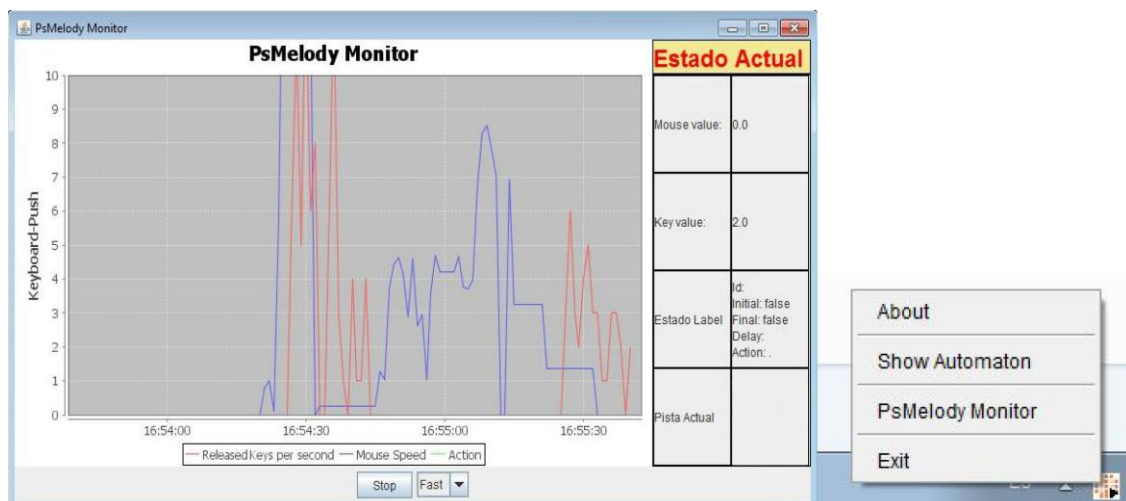 PsMelody Monitor
PsMelody Monitor
Keyboard-Push
10
9
8
7
6
5
4
3
2
1
0
16:54:00 16:54:30 16:55:00 16:55:30
Released Keys per second Mouse Speed Action
Stop Fast
Estado Actual
Mouse value: 0.0
Key value: 2.0
Estado Label
Id:
Initial: false
Final: false
Delay:
Action: .
Pista Actual
About
Show Automaton
PsMelody Monitor
Exit